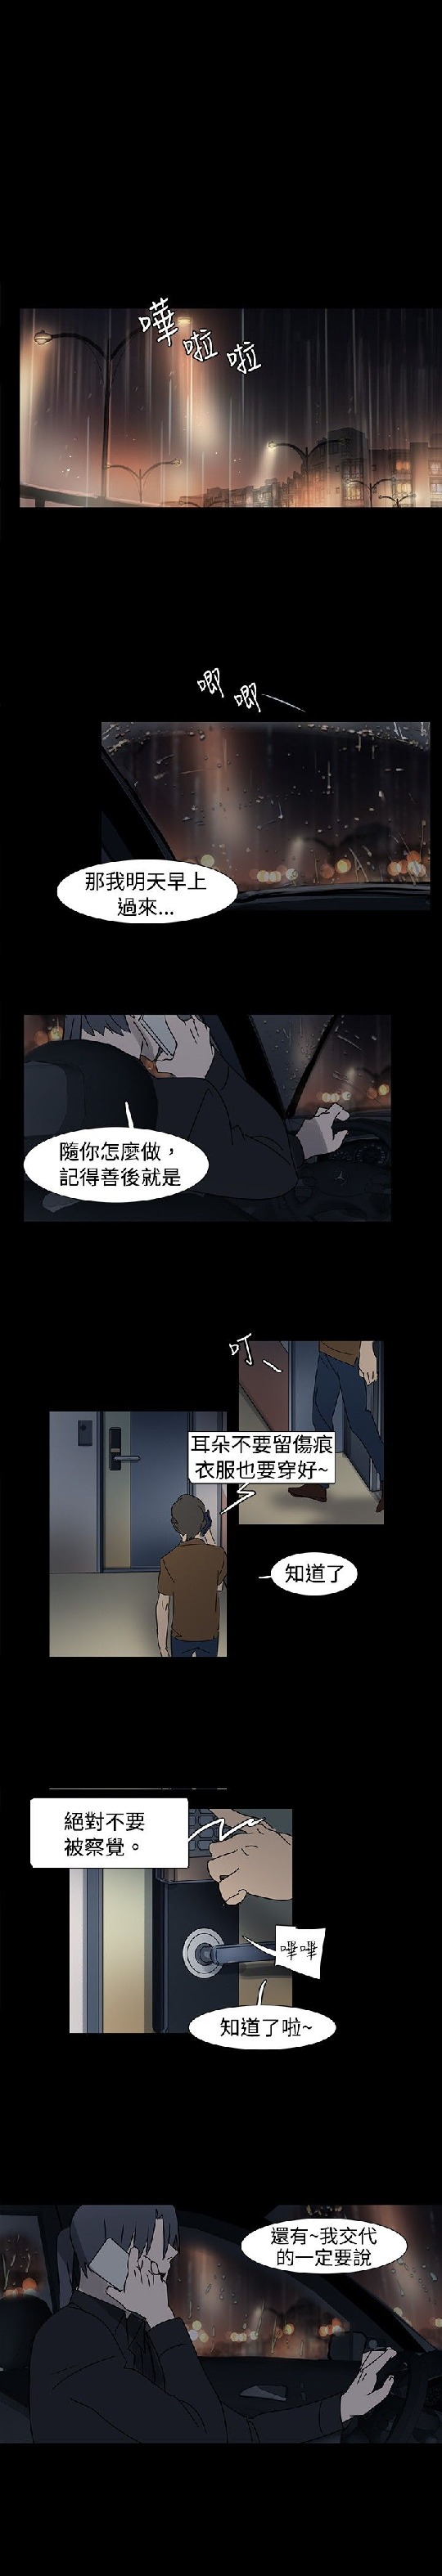 嘩啦啦
唧唧
那我明天早上
過來...
隨你怎麼做，
記得善後就是
叮
耳朵不要留傷痕
衣服也要穿好~
知道了
絕對不要
被察覺。
嗶嗶
知道了啦~
還有~我交代
的一定要說